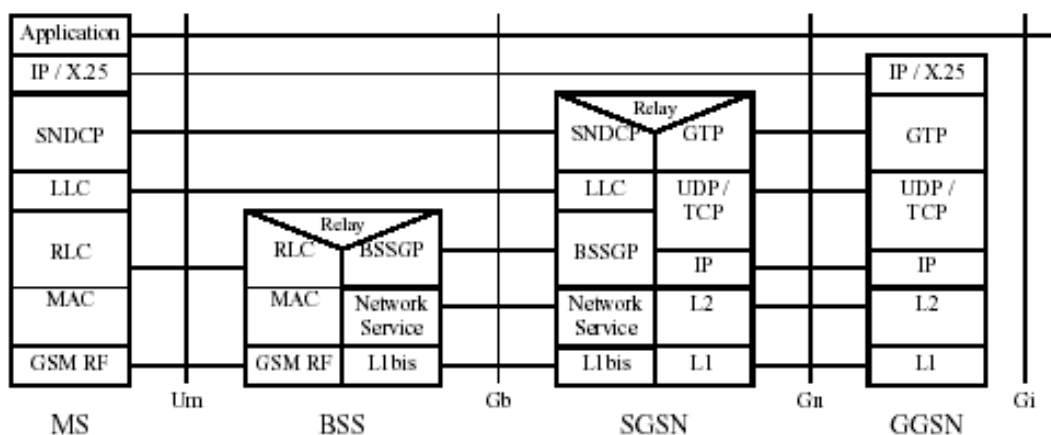 Application
IP / X.25
IP / X.25
Relay
SNDCP
SNDCP
GTP
GTP
LLC
LLC
UDP /
TCP
UDP /
TCP
Relay
RLC
RLC
BSSGP
BSSGP
IP
IP
MAC
MAC
Network
Service
Network
Service
L2
L2
GSM RF
GSM RF
L1bis
L1bis
L1
L1
Um
Gb
Gn
Gi
MS
BSS
SGSN
GGSN